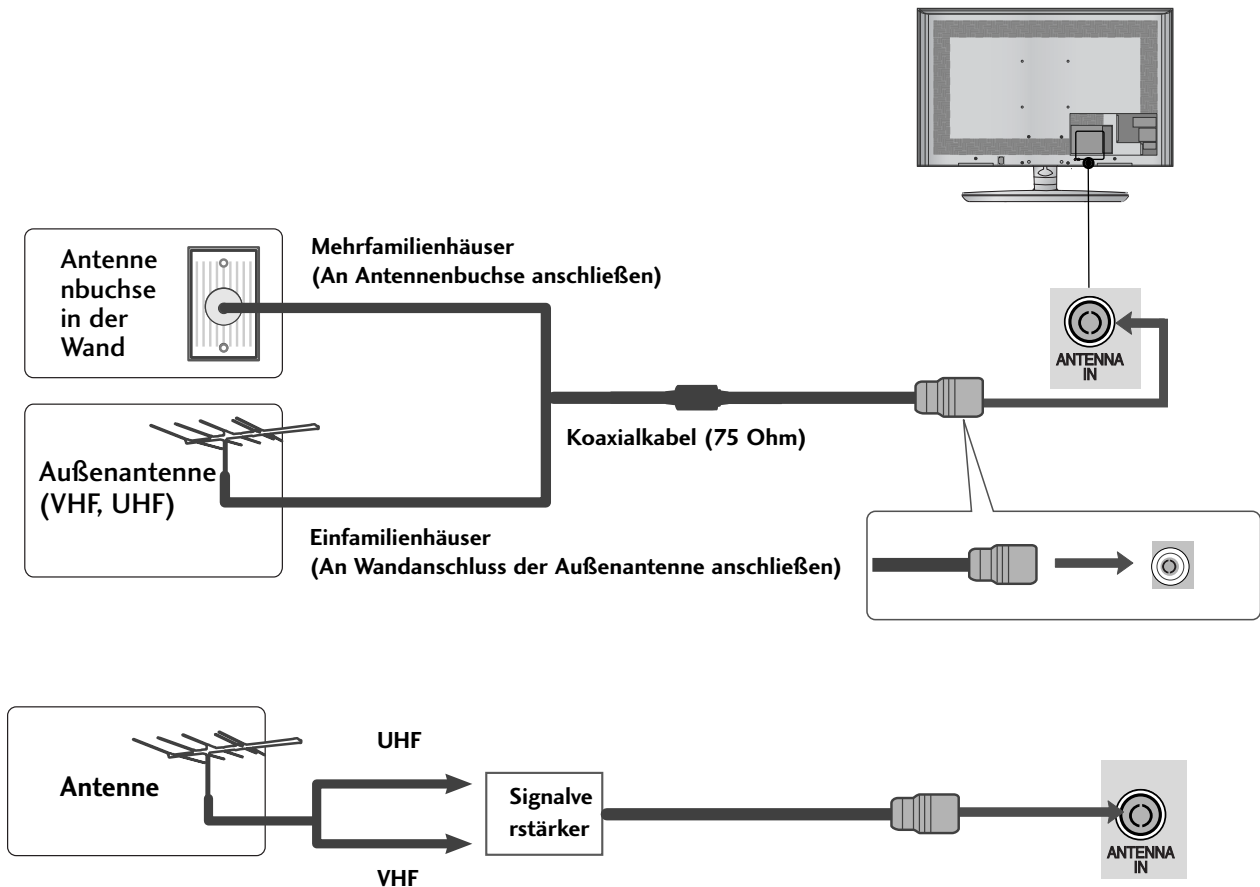 Antenne
nbuchse
in der
Wand
Mehrfamilienhäuser
(An Antennenbuchse anschließen)
ANTENNA
IN
Koaxialkabel (75 Ohm)
Außenantenne
(VHF, UHF)
Einfamilienhäuser
(An Wandanschluss der Außenantenne anschließen)
Antenne
UHF
VHF
Signalve
rstärker
ANTENNA
IN